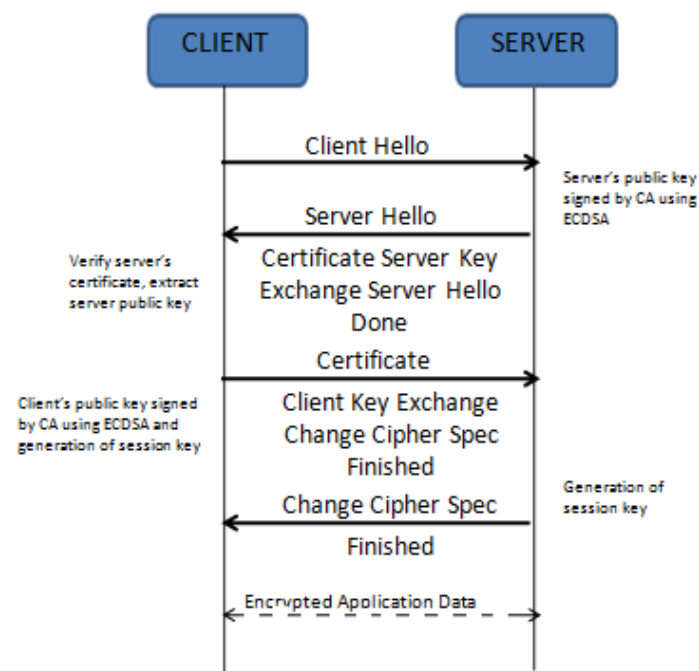 CLIENT
SERVER
Client Hello
Server's public key
signed by CA using
ECDSA
Server Hello
Verify server's
certificate, extract
server public key
Certificate Server Key
Exchange Server Hello
Done
Certificate
Client's public key signed
by CA using ECDSA and
generation of session key
Client Key Exchange
Change Cipher Spec
Finished
Generation of
session key
Change Cipher Spec
Finished
Encrypted Application Data